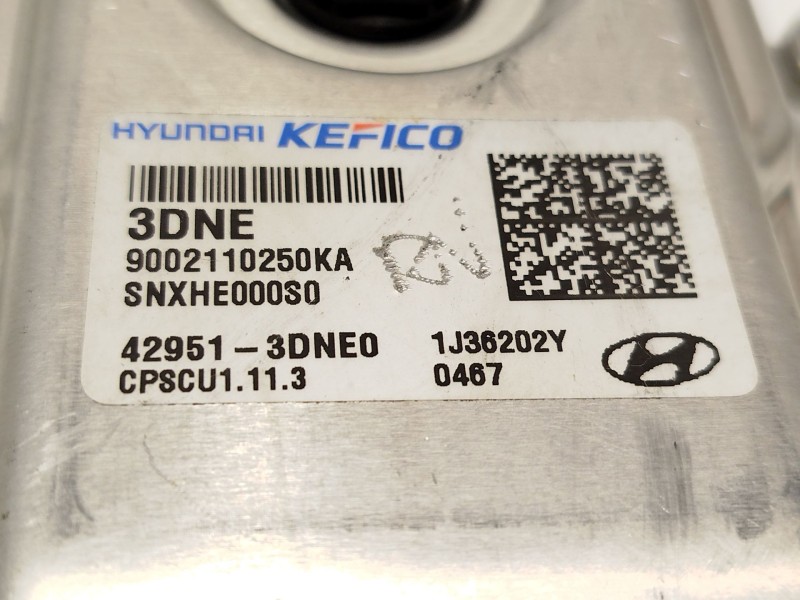 HYUNDAI KEFICO
3DNE
9002110250KA
SNXHE000S0
42951-3DNE0 1J36202Y
CPSCU1.11.3 0467